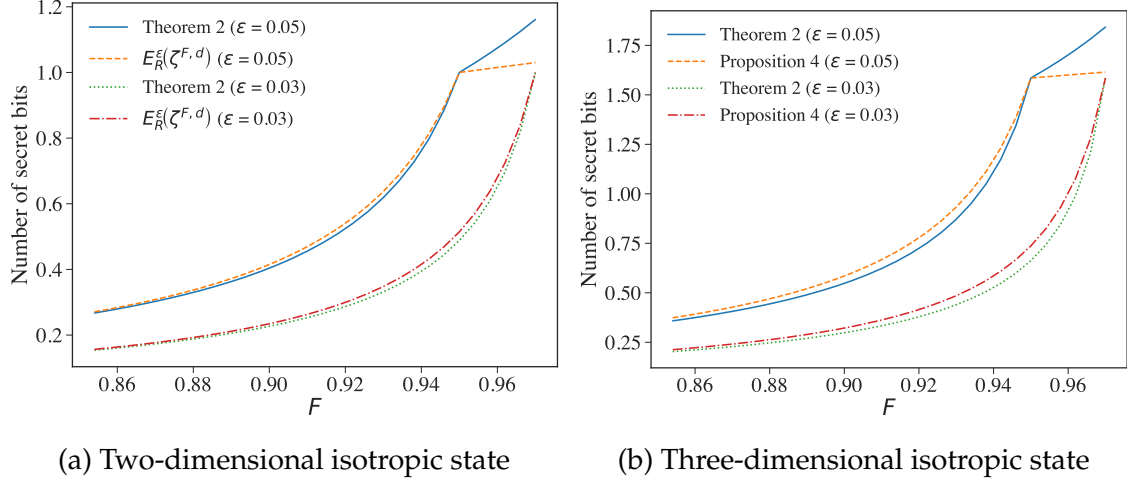 Number of secret bits
1.2
1.0
0.8
0.6
0.4
0.2
Theorem 2 (ε = 0.05)
E_R^ε(ζ^{F, d}) (ε = 0.05)
Theorem 2 (ε = 0.03)
E_R^ε(ζ^{F, d}) (ε = 0.03)
0.86 0.88 0.90 0.92 0.94 0.96
F
(a) Two-dimensional isotropic state
Number of secret bits
1.75
1.50
1.25
1.00
0.75
0.50
0.25
Theorem 2 (ε = 0.05)
Proposition 4 (ε = 0.05)
Theorem 2 (ε = 0.03)
Proposition 4 (ε = 0.03)
0.86 0.88 0.90 0.92 0.94 0.96
F
(b) Three-dimensional isotropic state